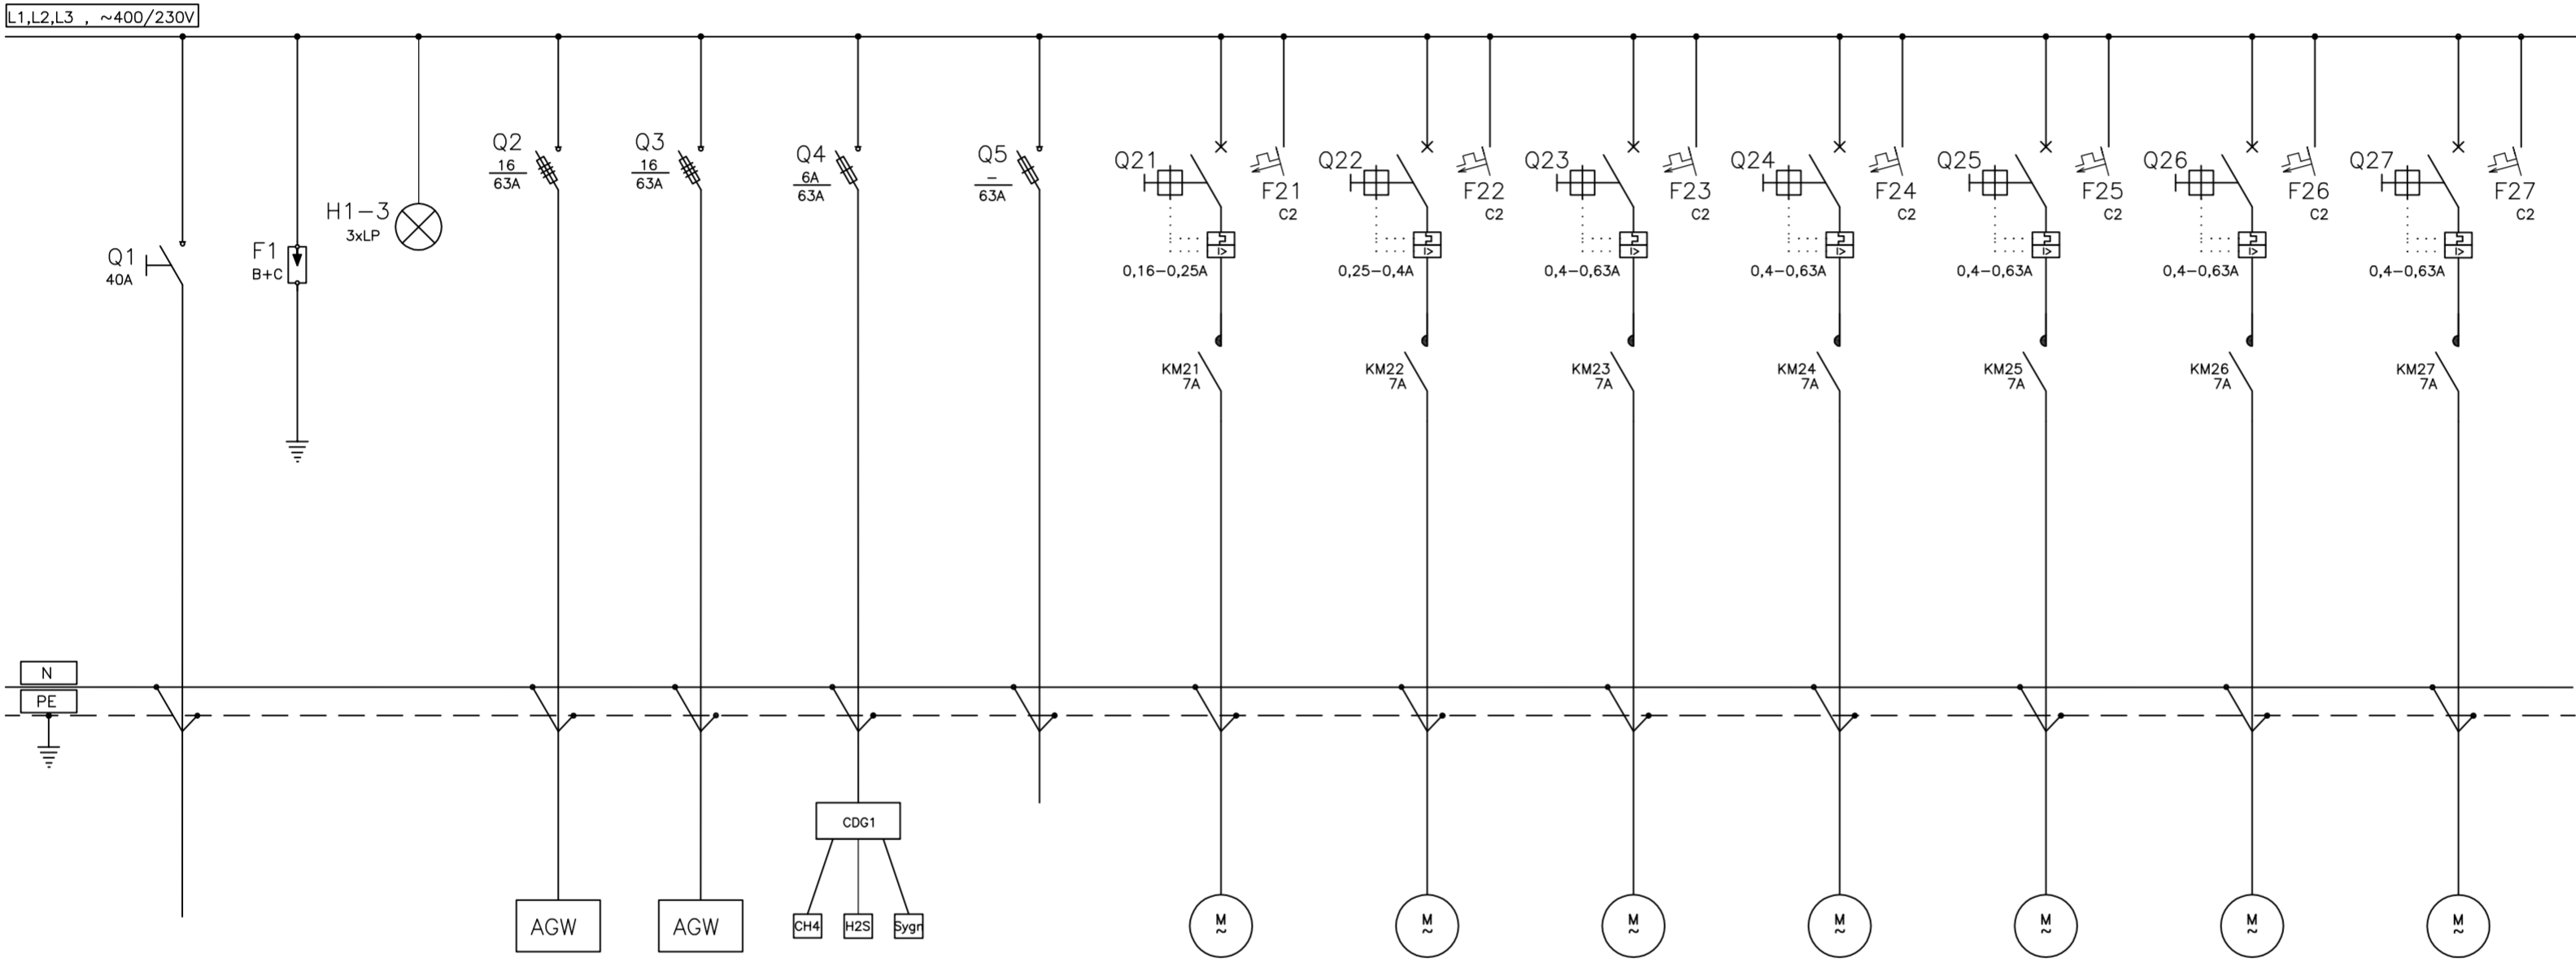 L1,L2,L3 , ~400/230V
Q1
40A
F1
B+C
H1-3
3xLP
Q2
16
63A
Q3
16
63A
Q4
6A
63A
Q5
-
63A
Q21
I>
0,16-0,25A
F21
C2
KM21
7A
Q22
I>
0,25-0,4A
F22
C2
KM22
7A
Q23
I>
0,4-0,63A
F23
C2
KM23
7A
Q24
I>
0,4-0,63A
F24
C2
KM24
7A
Q25
I>
0,4-0,63A
F25
C2
KM25
7A
Q26
I>
0,4-0,63A
F26
C2
KM26
7A
Q27
I>
0,4-0,63A
F27
C2
KM27
7A
N
PE
AGW
AGW
CDG1
CH4
H2S
Sygn
M
~
M
~
M
~
M
~
M
~
M
~
M
~